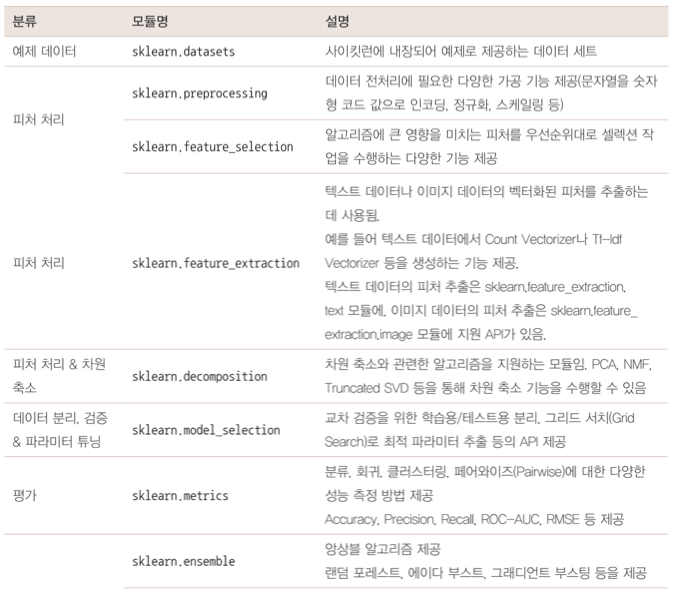 분류 모듈명 설명
예제 데이터 sklearn.datasets 사이킷런에 내장되어 예제로 제공하는 데이터 세트
피처 처리 sklearn.preprocessing 데이터 전처리에 필요한 다양한 가공 기능 제공(문자열을 숫자
형 코드 값으로 인코딩, 정규화, 스케일링 등)
sklearn.feature_selection 알고리즘에 큰 영향을 미치는 피처를 우선순위대로 셀렉션 작
업을 수행하는 다양한 기능 제공
피처 처리 sklearn.feature_extraction 텍스트 데이터나 이미지 데이터의 벡터화된 피처를 추출하는
데 사용됨.
예를 들어 텍스트 데이터에서 Count Vectorizer나 Tf-Idf
Vectorizer 등을 생성하는 기능 제공.
텍스트 데이터의 피처 추출은 sklearn.feature_extraction.
text 모듈에, 이미지 데이터의 피처 추출은 sklearn.feature_
extraction.image 모듈에 지원 API가 있음.
피처 처리 & 차원
축소 sklearn.decomposition 차원 축소와 관련한 알고리즘을 지원하는 모듈임. PCA, NMF,
Truncated SVD 등을 통해 차원 축소 기능을 수행할 수 있음
데이터 분리, 검증
& 파라미터 튜닝 sklearn.model_selection 교차 검증을 위한 학습용/테스트용 분리, 그리드 서치(Grid
Search)로 최적 파라미터 추출 등의 API 제공
평가 sklearn.metrics 분류, 회귀, 클러스터링, 페어와이즈(Pairwise)에 대한 다양한
성능 측정 방법 제공
Accuracy, Precision, Recall, ROC-AUC, RMSE 등 제공
sklearn.ensemble 앙상블 알고리즘 제공
랜덤 포레스트, 에이다 부스트, 그래디언트 부스팅 등을 제공